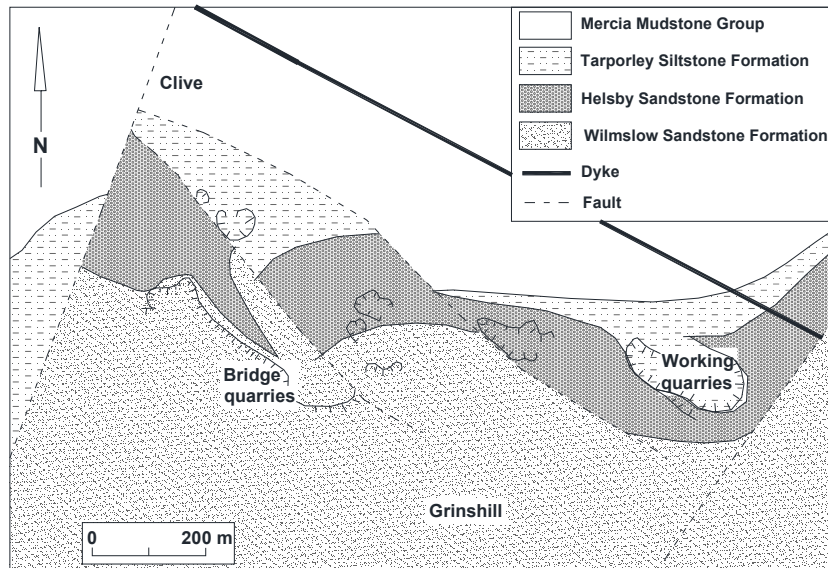 Mercia Mudstone Group
Tarporley Siltstone Formation
Helsby Sandstone Formation
Wilmslow Sandstone Formation
Dyke
Fault
Clive
N
Bridge
quarries
Working
quarries
Grinshill
0 200 m